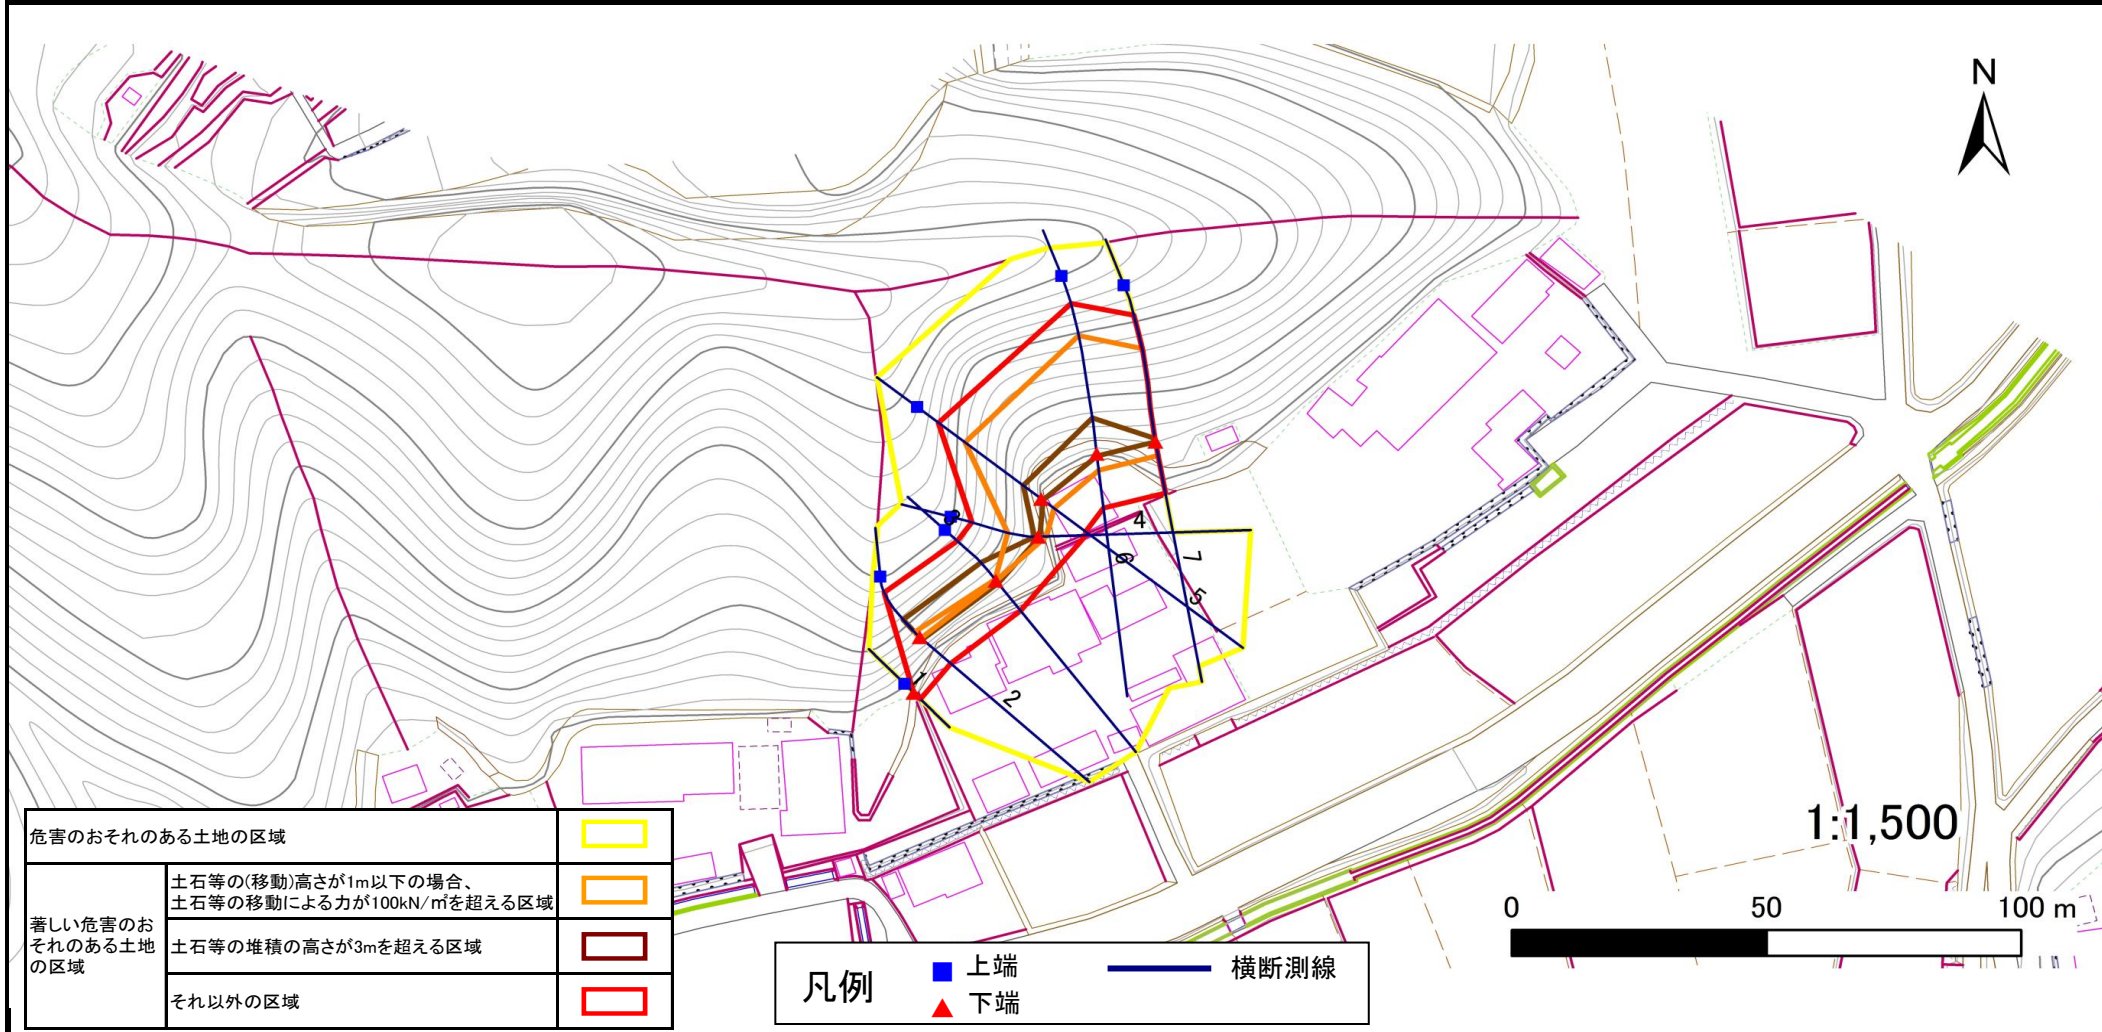 N
3
4
6
7
5
1
2
1:1,500
0 50 100 m
危害のおそれのある土地の区域
著しい危害のお
それのある土地
の区域
土石等の(移動)高さが1m以下の場合、
土石等の移動による力が100kN/㎡を超える区域
土石等の堆積の高さが3mを超える区域
それ以外の区域
凡例
上端
下端
横断測線